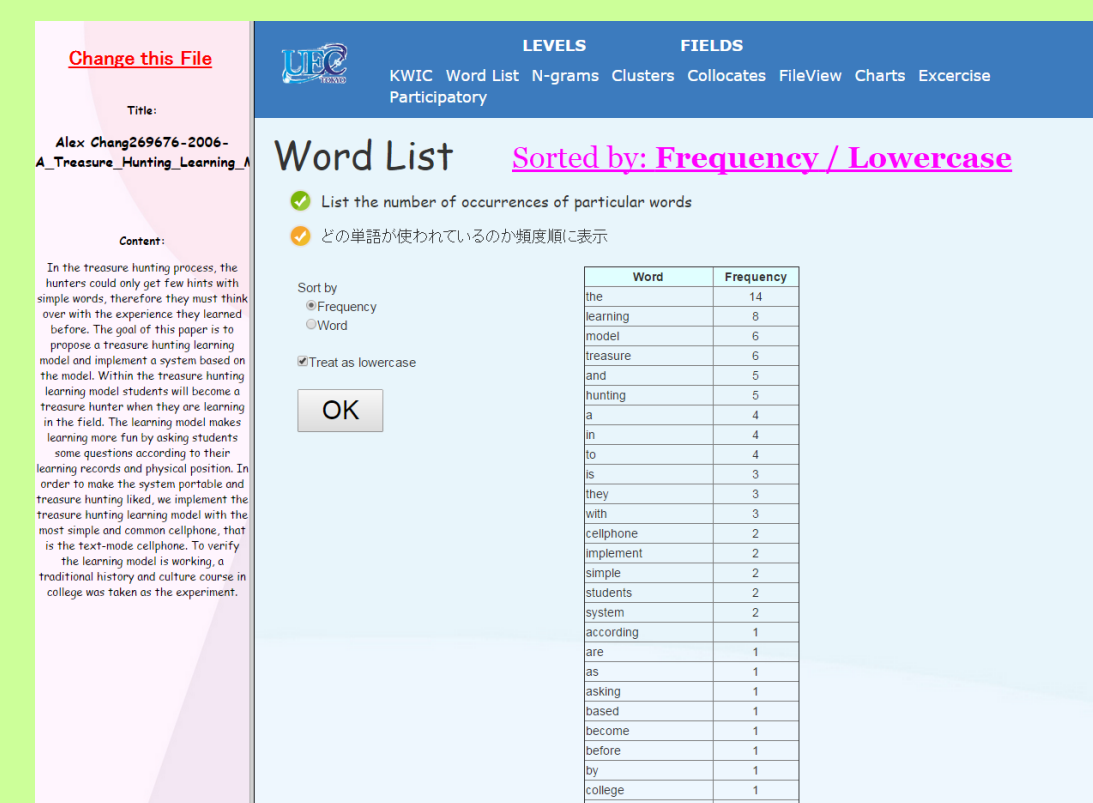 Change this File
Title:
Alex Chang269676-2006-
A_Treasure_Hunting_Learning_
Content:
In the treasure hunting process, the
hunters could only get few hints with
simple words, therefore they must think
over with the experience they learned
before. The goal of this paper is to
propose a treasure hunting learning
model and implement a system based on
the model. Within the treasure hunting
learning model students will become a
treasure hunter when they are learning
in the field. The learning model makes
learning more fun by asking students
some questions according to their
learning records and physical position. In
order to make the system portable and
treasure hunting liked, we implement the
treasure hunting learning model with the
most simple and common cellphone, that
is the text-mode cellphone. To verify
the learning model is working, a
traditional history and culture course in
college was taken as the experiment.
UEC
TOKYO
LEVELS FIELDS
KWIC Word List N-grams Clusters Collocates FileView Charts Excercise
Participatory
Word List Sorted by: Frequency / Lowercase
List the number of occurrences of particular words
どの単語が使われているのか頻度順に表示
Sort by
Frequency
Word
Treat as lowercase
OK
Word Frequency
the 14
learning 8
model 6
treasure 6
and 5
hunting 5
a 4
in 4
to 4
is 3
they 3
with 3
cellphone 2
implement 2
simple 2
students 2
system 2
according 1
are 1
as 1
asking 1
based 1
become 1
before 1
by 1
college 1